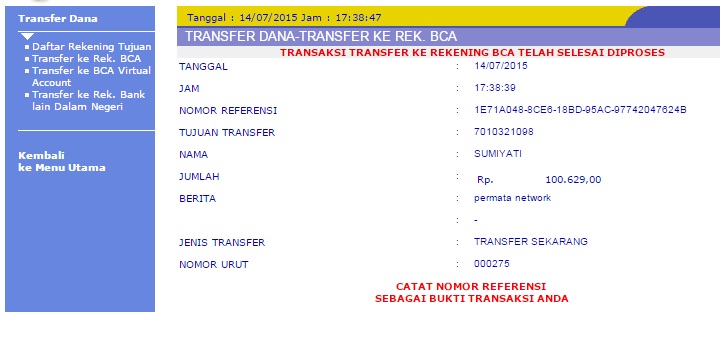 Transfer Dana
Daftar Rekening Tujuan
Transfer ke Rek. BCA
Transfer ke BCA Virtual
Account
Transfer ke Rek. Bank
lain Dalam Negeri
Kembali
ke Menu Utama
Tanggal : 14/07/2015 Jam : 17:38:47
TRANSFER DANA-TRANSFER KE REK. BCA
TRANSAKSI TRANSFER KE REKENING BCA TELAH SELESAI DIPROSES
TANGGAL : 14/07/2015
JAM : 17:38:39
NOMOR REFERENSI : 1E71A048-8CE6-18BD-95AC-97742047624B
TUJUAN TRANSFER : 7010321098
NAMA : SUMIYATI
JUMLAH : Rp. 100.629,00
BERITA : permata network
: -
JENIS TRANSFER : TRANSFER SEKARANG
NOMOR URUT : 000275
CATAT NOMOR REFERENSI
SEBAGAI BUKTI TRANSAKSI ANDA